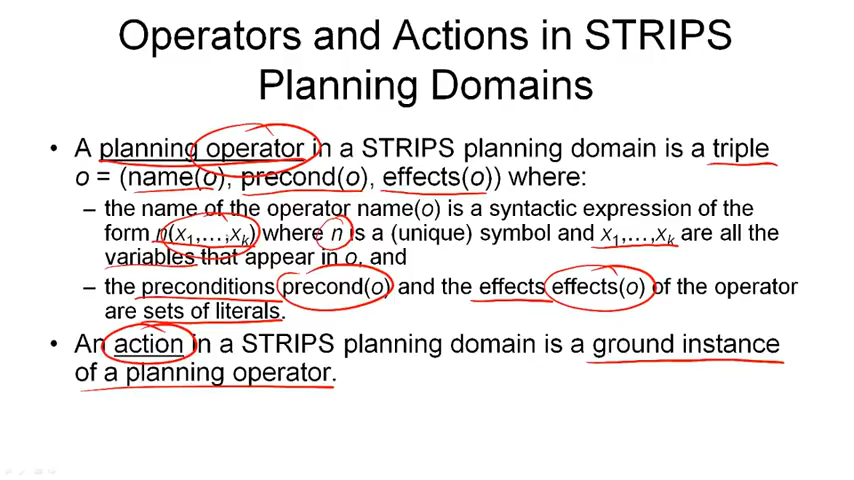 Operators and Actions in STRIPS
Planning Domains
• A planning operator in a STRIPS planning domain is a triple
o = (name(o), precond(o), effects(o)) where:
– the name of the operator name(o) is a syntactic expression of the
form n(x1,…,xk) where n is a (unique) symbol and x1,…,xk are all the
variables that appear in o, and
– the preconditions precond(o) and the effects effects(o) of the operator
are sets of literals.
• An action in a STRIPS planning domain is a ground instance
of a planning operator.